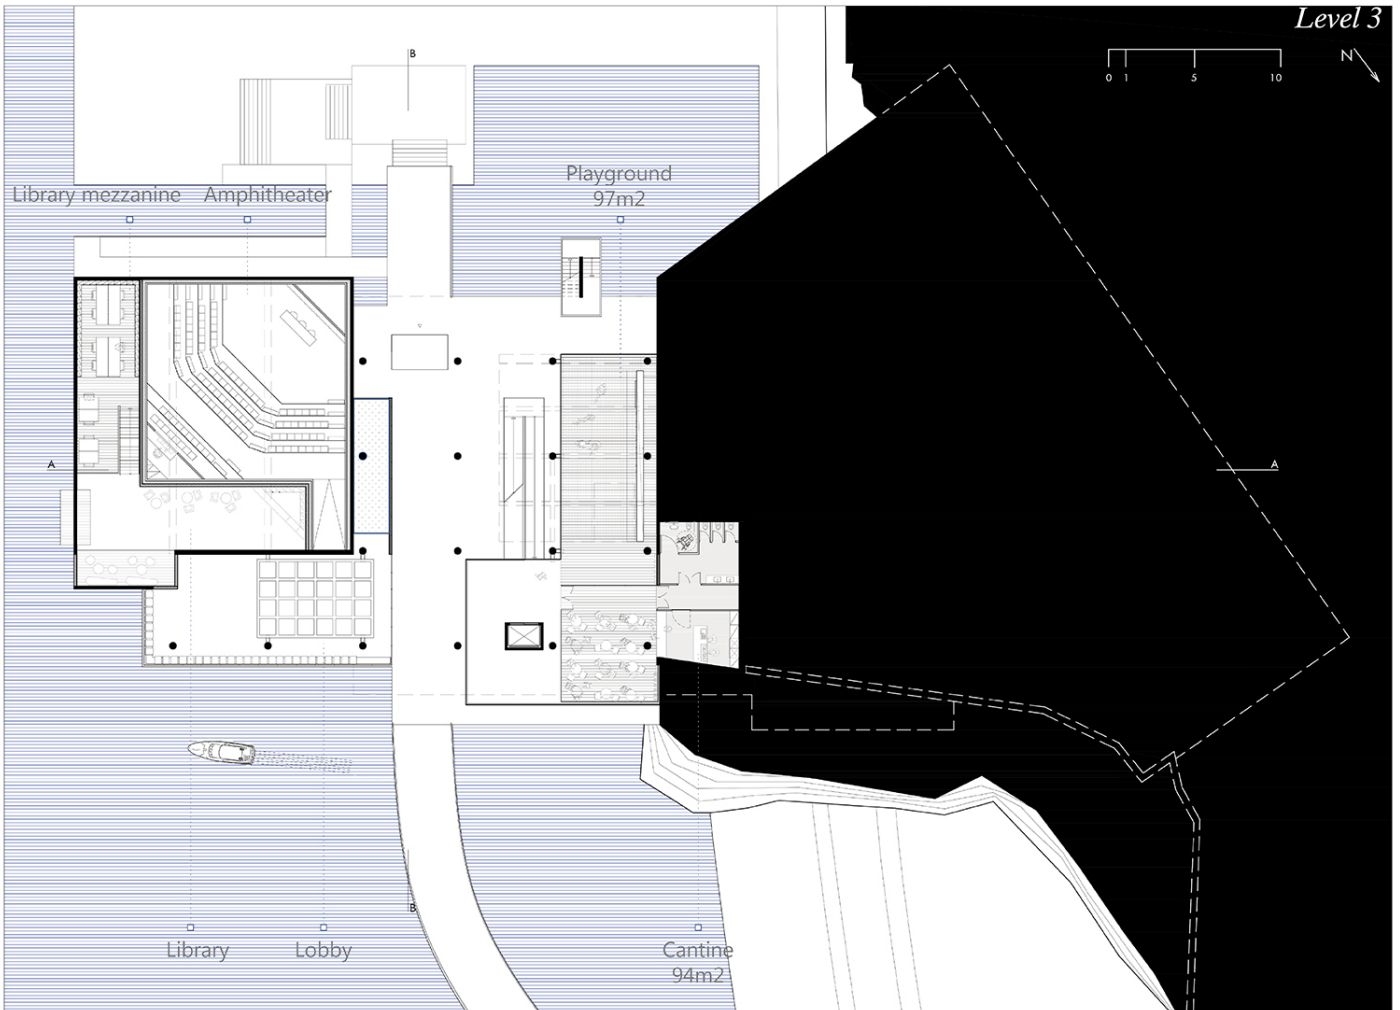 Level 3
B
N
0 1 5 10
Playground
97m2
Library mezzanine
Amphitheater
A
A
B
Library
Lobby
Cantine
94m2